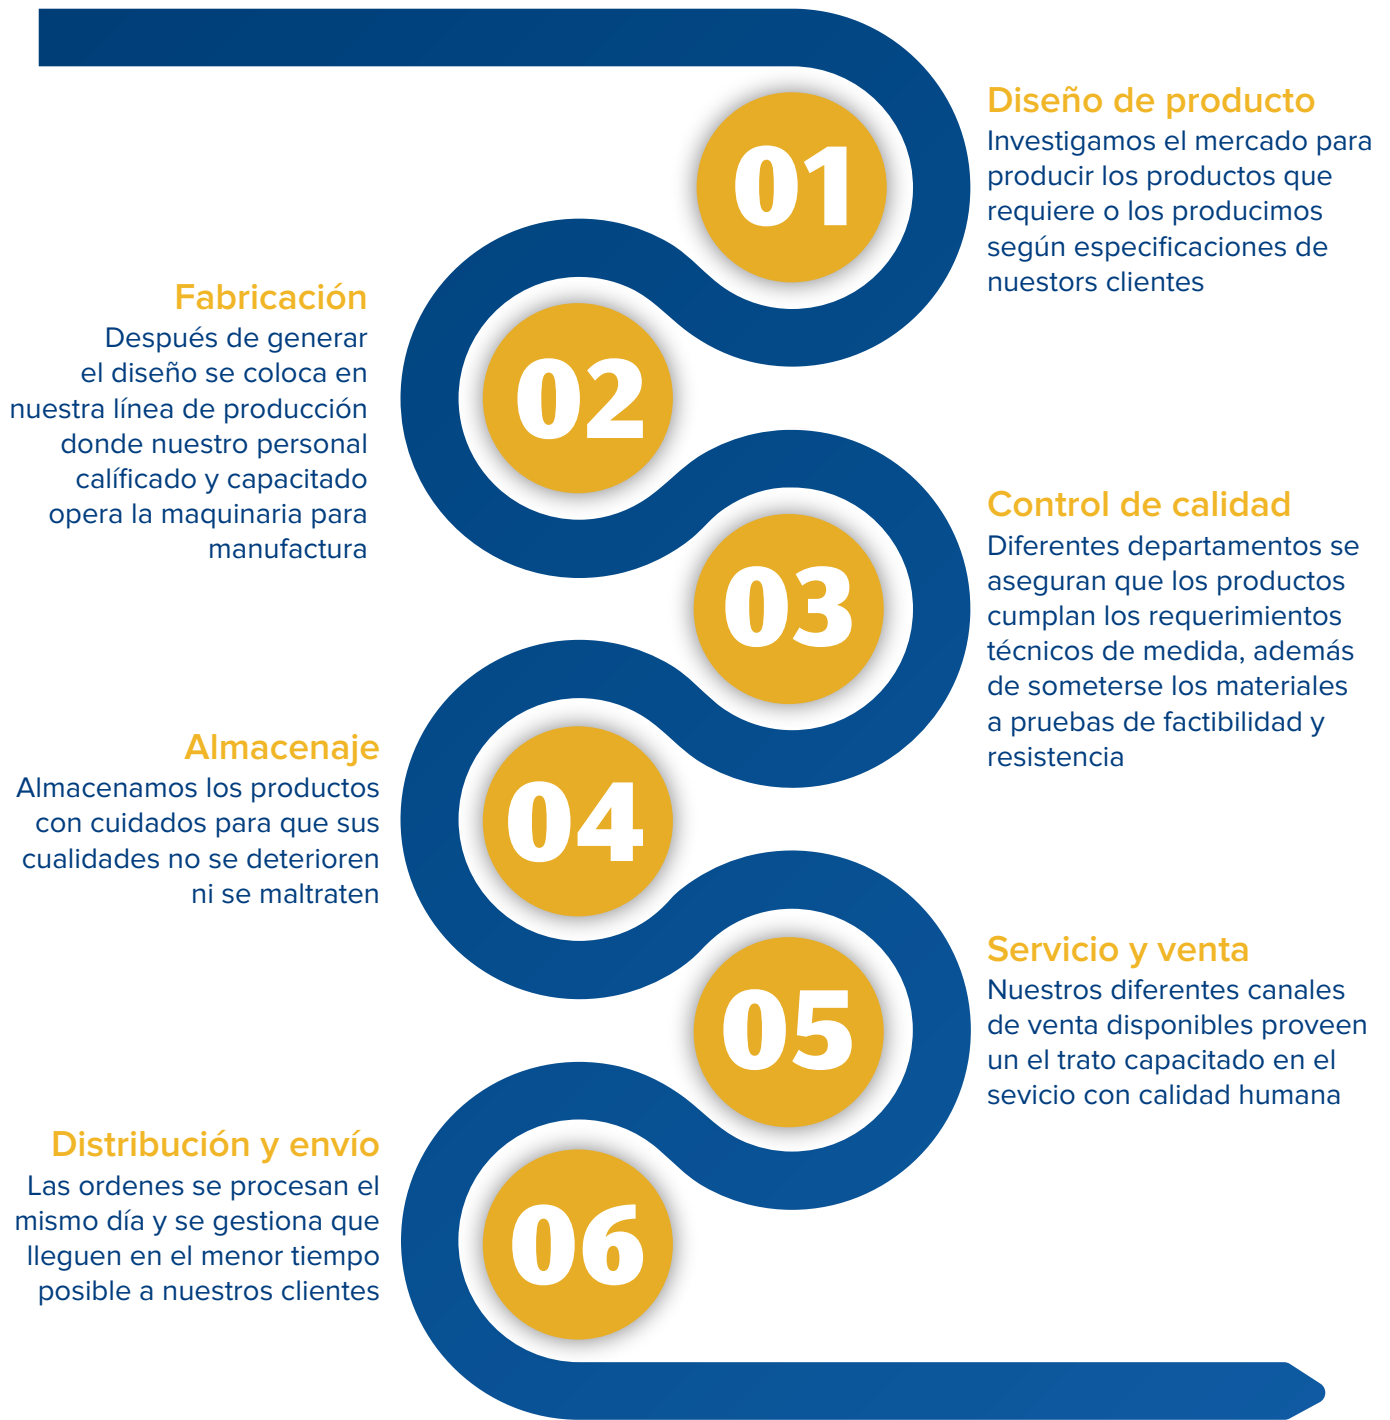 01
Diseño de producto
Investigamos el mercado para
producir los productos que
requiere o los producimos
según especificaciones de
nuestors clientes
02
Fabricación
Después de generar
el diseño se coloca en
nuestra línea de producción
donde nuestro personal
calíficado y capacitado
opera la maquinaria para
manufactura
03
Control de calidad
Diferentes departamentos se
aseguran que los productos
cumplan los requerimientos
técnicos de medida, además
de someterse los materiales
a pruebas de factibilidad y
resistencia
04
Almacenaje
Almacenamos los productos
con cuidados para que sus
cualidades no se deterioren
ni se maltraten
05
Servicio y venta
Nuestros diferentes canales
de venta disponibles proveen
un el trato capacitado en el
sevicio con calidad humana
06
Distribución y envío
Las ordenes se procesan el
mismo día y se gestiona que
lleguen en el menor tiempo
posible a nuestros clientes